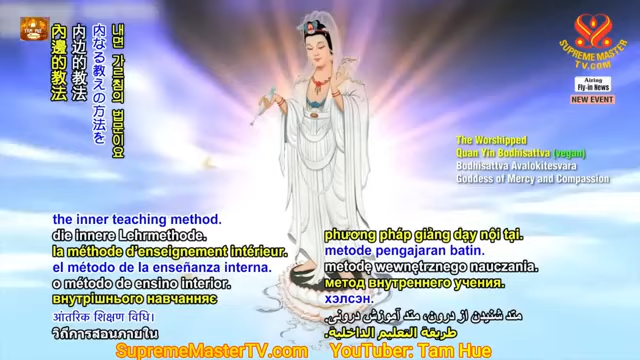 內邊的教法
内边的教法
内なる教えの方法を
내면 가르침의 법문이요
SUPREME MASTER
TV.COM
Airing
Fly-in News
NEW EVENT
The Worshipped
Quan Yin Bodhisattva (vegan)
Bodhisattva Avalokitesvara
Goddess of Mercy and Compassion
the inner teaching method.
die innere Lehrmethode.
la méthode d'enseignement intérieur.
el método de la enseñanza interna.
o método de ensino interior.
внутрішнього навчанняє
आंतरिक शिक्षण विधि।
วิถีการสอนภายใน
phương pháp giảng dạy nội tại.
metode pengajaran batin.
metodę wewnętrznego nauczania.
метод внутреннего учения.
хэлсэн.
متد شنیدن از درون، متد آموزش درونی.
طريقة التعليم الداخلية.
SupremeMasterTV.com YouTuber: Tam Hue